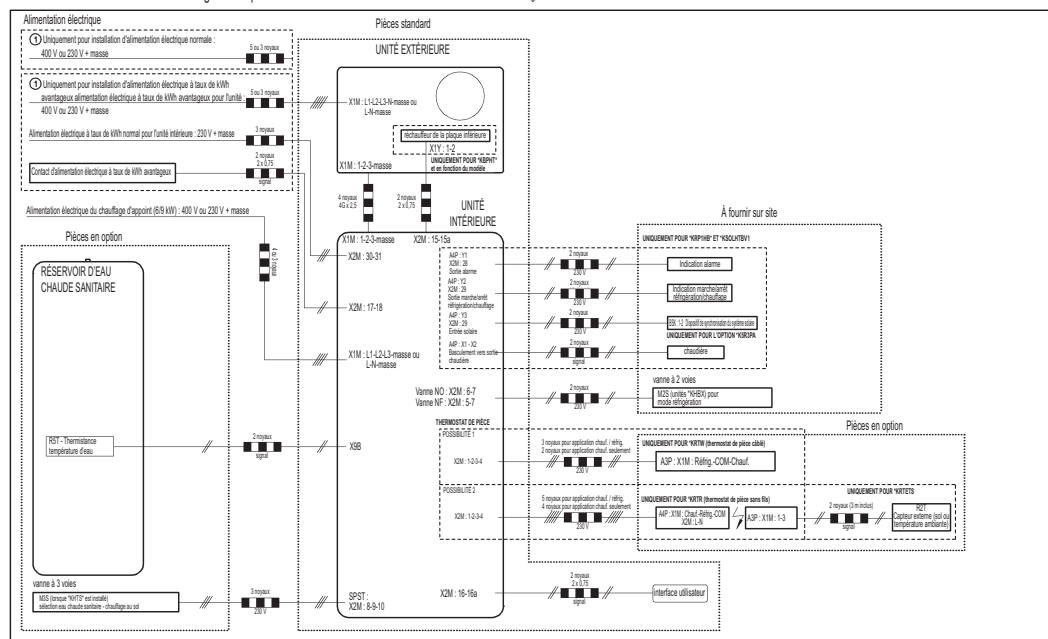 Alimentation électrique
① Uniquement pour installation d'alimentation électrique normale :
400 V ou 230 V + masse
5 ou 3 noyaux
① Uniquement pour installation d'alimentation électrique à taux de kWh
avantageux alimentation électrique à taux de kWh avantageux pour l'unité :
400 V ou 230 V + masse
5 ou 3 noyaux
Alimentation électrique à taux de kWh normal pour l'unité intérieure : 230 V + masse
3 noyaux
Contact d'alimentation électrique à taux de kWh avantageux
2 noyaux
2 x 0,75
signal
Alimentation électrique du chauffage d'appoint (6/9 kW) : 400 V ou 230 V + masse
4 ou 3 noyaux
Pièces standard
UNITÉ EXTÉRIEURE
X1M : L1-L2-L3-N-masse ou
L-N-masse
réchauffeur de la plaque inférieure
X1Y : 1-2
UNIQUEMENT POUR *KBPHT*
et en fonction du modèle
X1M : 1-2-3-masse
4 noyaux
4G x 2,5
2 noyaux
2 x 0,75
UNITÉ
INTÉRIEURE
X1M : 1-2-3-masse
X2M : 15-15a
X2M : 30-31
X2M : 17-18
X1M : L1-L2-L3-masse ou
L-N-masse
Pièces en option
RÉSERVOIR D'EAU
CHAUDE SANITAIRE
R5T - Thermistance
température d'eau
2 noyaux
signal
X9B
vanne à 3 voies
M3S (lorsque *KHTS* est installé)
sélection eau chaude sanitaire - chauffage au sol
3 noyaux
230 V
SPST :
X2M : 8-9-10
À fournir sur site
UNIQUEMENT POUR *KRP1HB* ET *KSOLHTBV1
A4P : Y1
X2M : 28
Sortie alarme
2 noyaux
230 V
Indication alarme
A4P : Y2
X2M : 29
Sortie marche/arrêt
réfrigération/chauffage
2 noyaux
230 V
Indication marche/arrêt
réfrigération/chauffage
A4P : Y3
X2M : 29
Entrée solaire
2 noyaux
230 V
BSK : 1-2 Dispositif de synchronisation du système solaire
UNIQUEMENT POUR L'OPTION *K5R3PA
A4P : X1 - X2
Basculement vers sortie
chaudière
2 noyaux
signal
chaudière
Vanne NO : X2M : 6-7
Vanne NF : X2M : 5-7
2 noyaux
230 V
vanne à 2 voies
M2S (unités *KHBX) pour
mode réfrigération
THERMOSTAT DE PIÈCE
Pièces en option
POSSIBILITÉ 1
X2M : 1-2-3-4
3 noyaux pour application chauf. / réfrig.
2 noyaux pour application chauf. seulement
230 V
UNIQUEMENT POUR *KRTW (thermostat de pièce câblé)
A3P : X1M : Réfrig.-COM-Chauf.
POSSIBILITÉ 2
X2M : 1-2-3-4
5 noyaux pour application chauf. / réfrig.
4 noyaux pour application chauf. seulement
230 V
UNIQUEMENT POUR *KRTR (thermostat de pièce sans fils)
A4P : X1M : Chauf.-Réfrig.-COM
X2M : L-N
A3P : X1M : 1-3
UNIQUEMENT POUR *KRTETS
2 noyaux (3 m inclus)
signal
R2T
Capteur externe (sol ou
température ambiante)
X2M : 16-16a
2 noyaux
2 x 0,75
signal
interface utilisateur